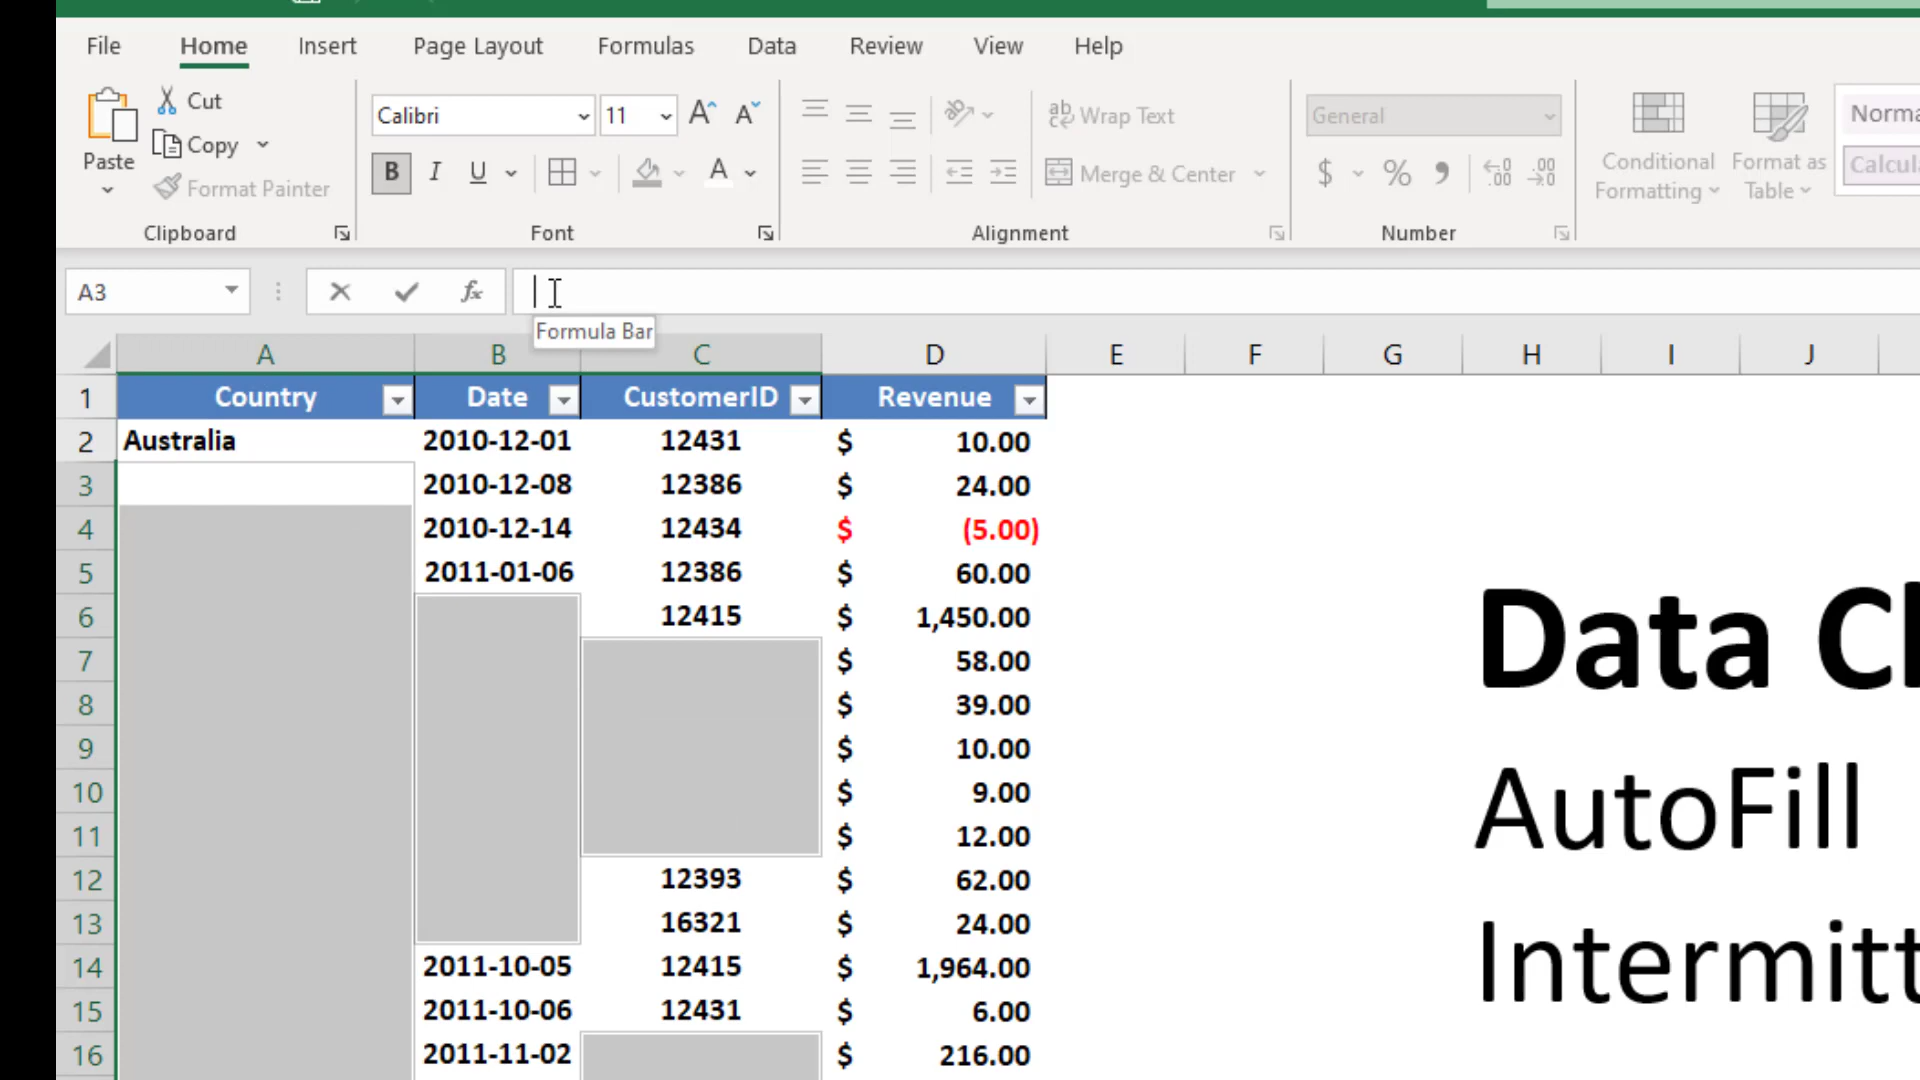 File Home Insert Page Layout Formulas Data Review View Help
Paste
Cut
Copy
Format Painter
Clipboard
Calibri 11 A A
B I U A
Font
ab c Wrap Text
Merge & Center
Alignment
General
$ % , .00 .00
Number
Conditional Formatting
Format as Table
A3 fx
Formula Bar
A B C D E F G H I J
1 Country Date CustomerID Revenue
2 Australia 2010-12-01 12431 $ 10.00
3 2010-12-08 12386 $ 24.00
4 2010-12-14 12434 $ (5.00)
5 2011-01-06 12386 $ 60.00
6 12415 $ 1,450.00
7 $ 58.00
8 $ 39.00
9 $ 10.00
10 $ 9.00
11 $ 12.00
12 12393 $ 62.00
13 16321 $ 24.00
14 2011-10-05 12415 $ 1,964.00
15 2011-10-06 12431 $ 6.00
16 2011-11-02 $ 216.00
Data
AutoFill